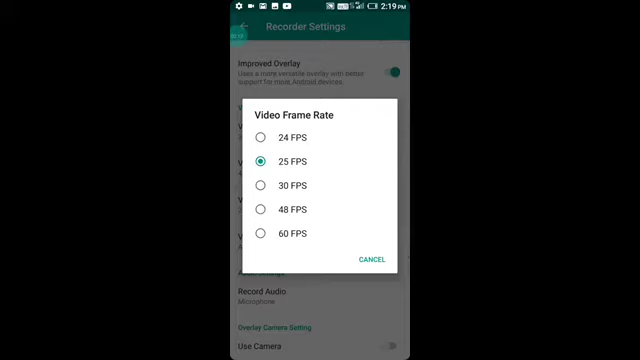 2:19PM
Recorder Settings
Improved Overlay
Uses a more versatile overlay with better
support for more Android devices.
Video Frame Rate
24 FPS
25 FPS
30 FPS
48 FPS
60 FPS
CANCEL
Record Audio
Microphone
Overlay Camera Setting
Use Camera